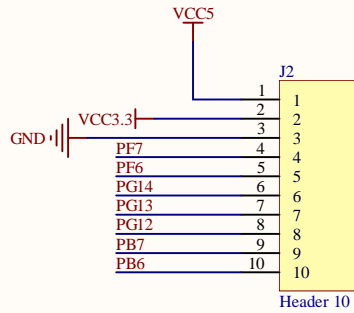 VCC5
J2
1 1
VCC3.3 2 2
GND 3 3
PF7 4 4
PF6 5 5
PG14 6 6
PG13 7 7
PG12 8 8
PB7 9 9
PB6 10 10
Header 10